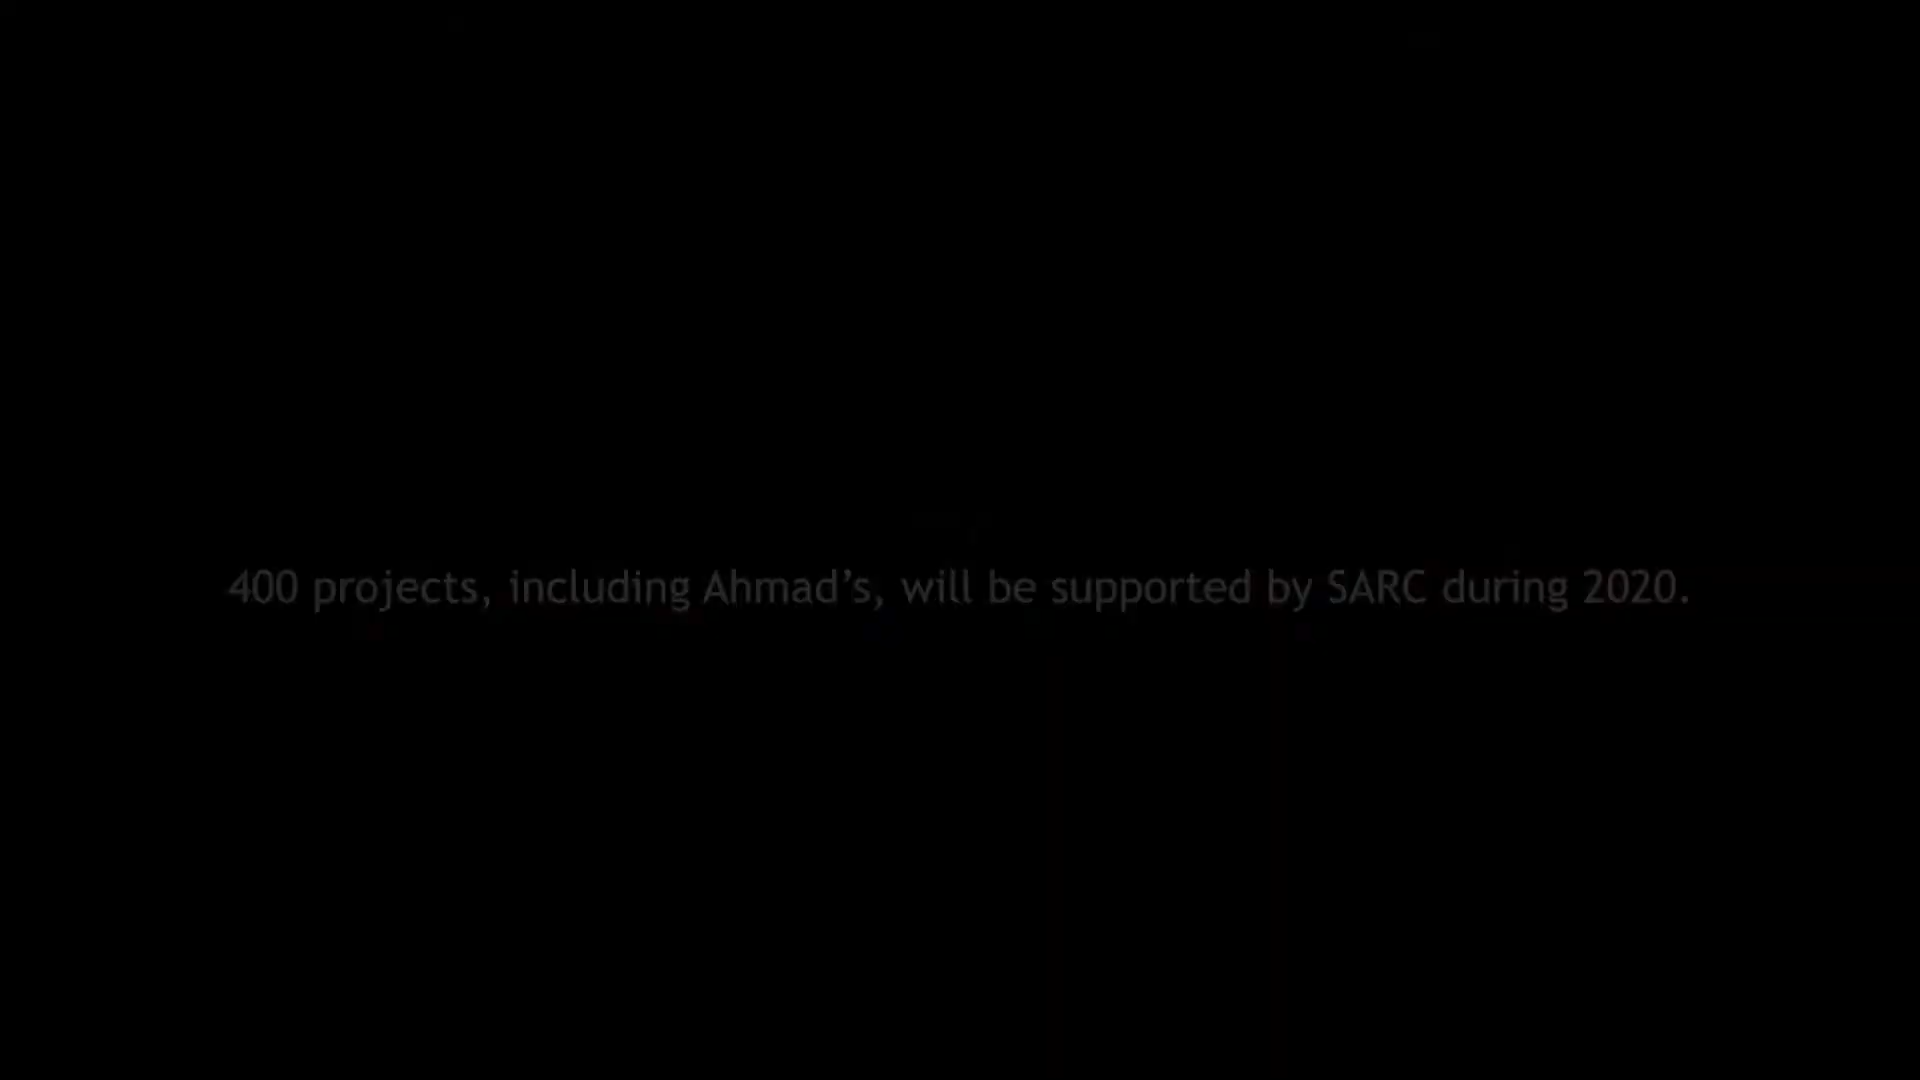 400 projects, including Ahmad’s, will be supported by SARC during 2020.